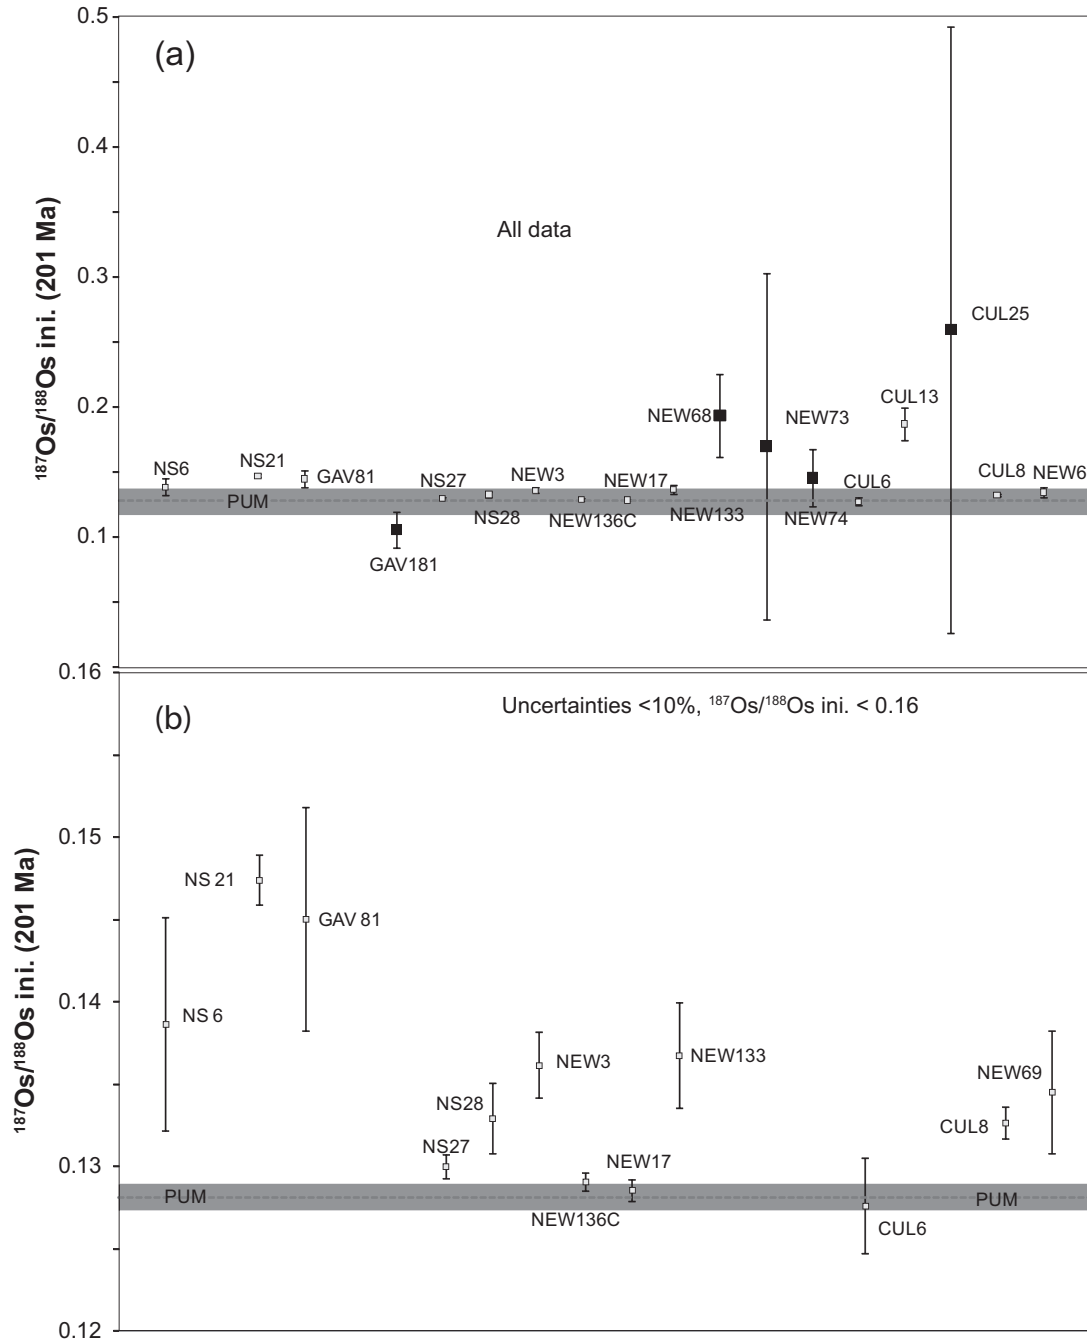 0.5
(a)
0.4
All data
0.3
CUL25
CUL13
0.2
NEW68
NEW73
NS6
NS21
GAV81
NS27
NEW3
NEW17
CUL6
CUL8
NEW6
PUM
NS28
NEW136C
NEW133
NEW74
0.1
GAV181
¹⁸⁷Os/¹⁸⁸Os ini. (201 Ma)
0.16
(b)
Uncertainties <10%, ¹⁸⁷Os/¹⁸⁸Os ini. < 0.16
0.15
NS 21
GAV 81
0.14
NS 6
NEW133
NEW3
NEW69
NS28
CUL8
NS27
NEW17
0.13
PUM
PUM
NEW136C
CUL6
0.12
¹⁸⁷Os/¹⁸⁸Os ini. (201 Ma)